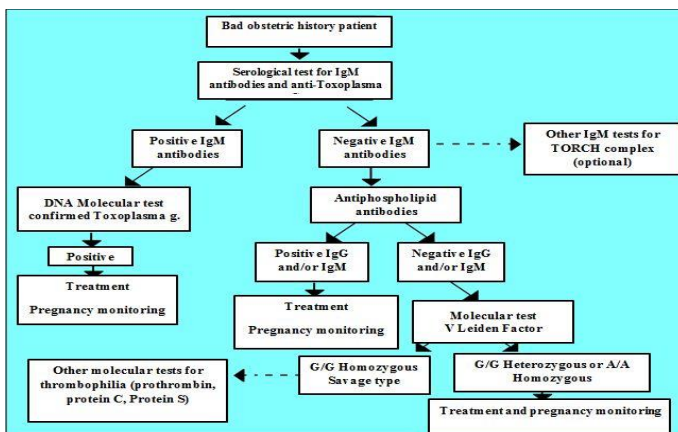 Bad obstetric history patient
Serological test for IgM
antibodies and anti-Toxoplasma
Positive IgM
antibodies
Negative IgM
antibodies
Other IgM tests for
TORCH complex
(optional)
DNA Molecular test
confirmed Toxoplasma g.
Antiphospholipid
antibodies
Positive
Positive IgG
and/or IgM
Negative IgG
and/or IgM
Treatment
Pregnancy monitoring
Treatment
Pregnancy monitoring
Molecular test
V Leiden Factor
Other molecular tests for
thrombophilia (prothrombin,
protein C, Protein S)
G/G Homozygous
Savage type
G/G Heterozygous or A/A
Homozygous
Treatment and pregnancy monitoring